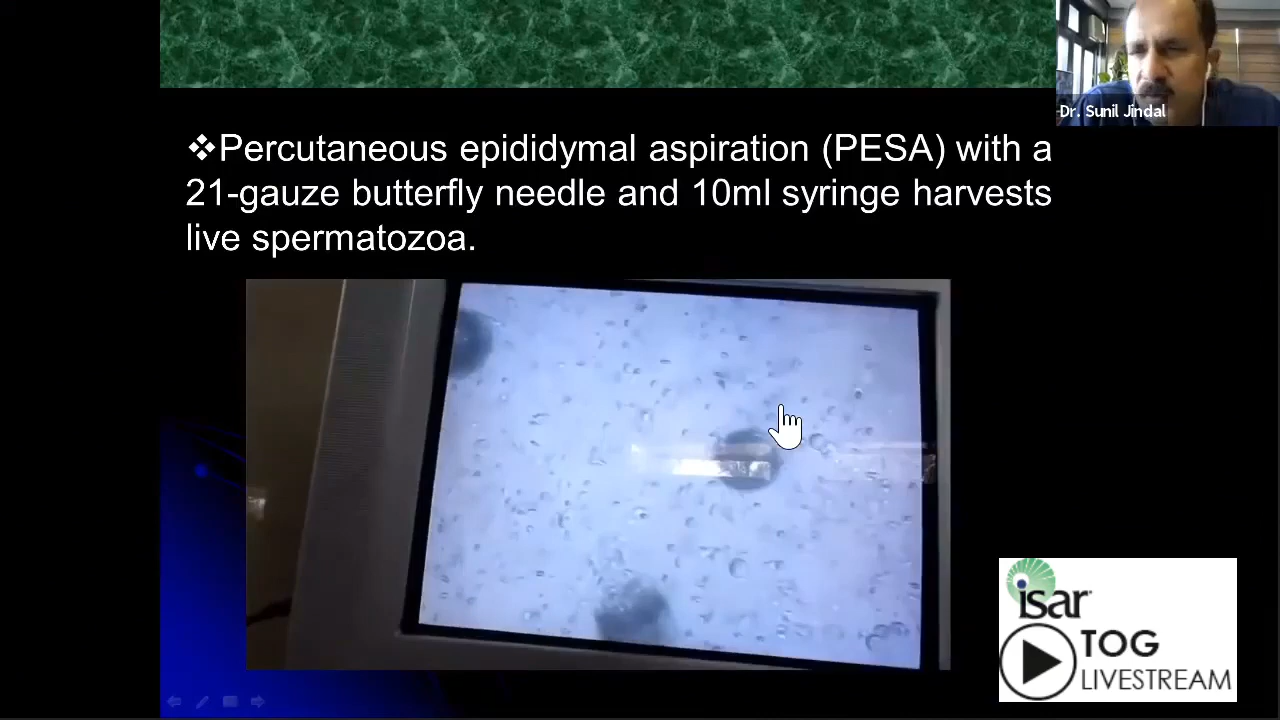 Dr. Sunil Jindal
❖Percutaneous epididymal aspiration (PESA) with a
21-gauze butterfly needle and 10ml syringe harvests
live spermatozoa.
isar
TOG
LIVESTREAM